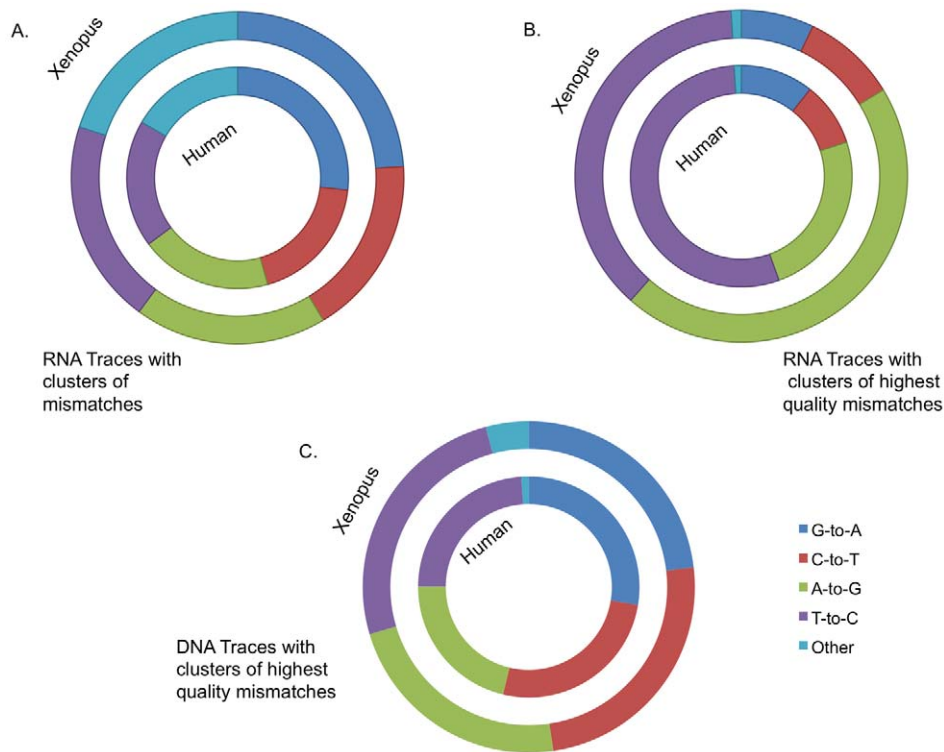 A.
Xenopus
Human
RNA Traces with
clusters of
mismatches
B.
Xenopus
Human
RNA Traces with
clusters of highest
quality mismatches
C.
Xenopus
Human
DNA Traces with
clusters of highest
quality mismatches
G-to-A
C-to-T
A-to-G
T-to-C
Other